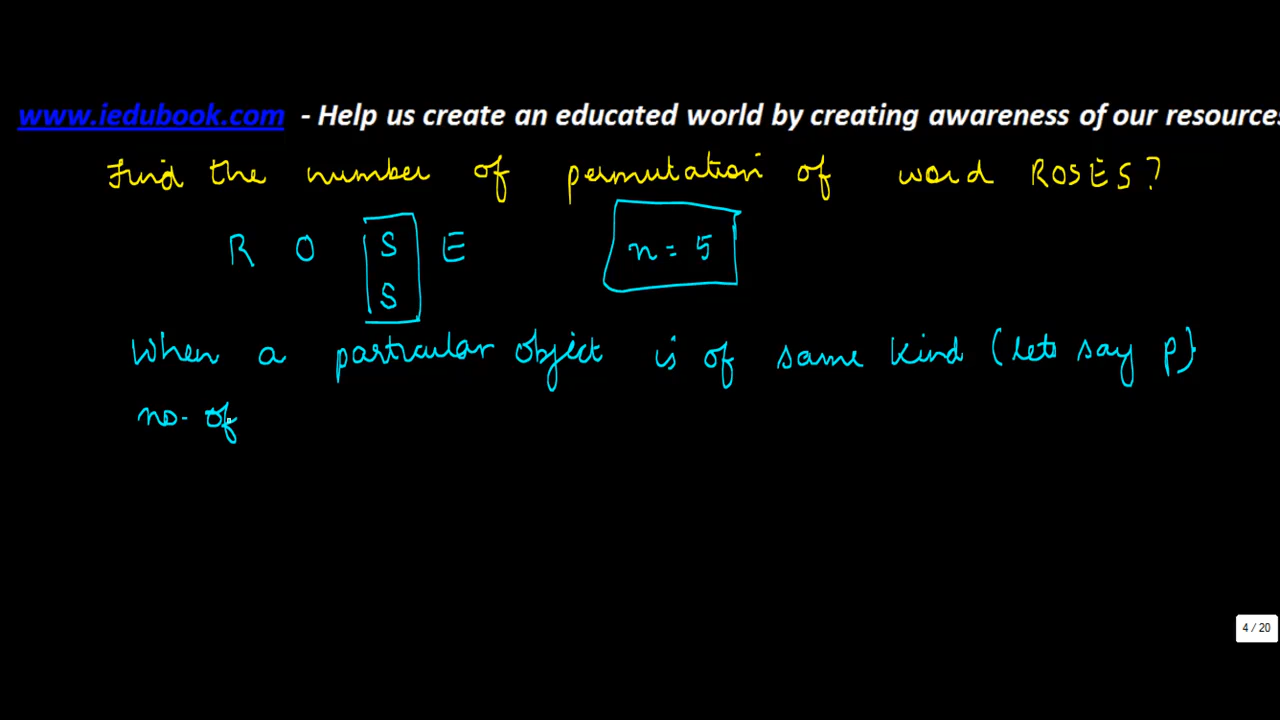 www.iedubook.com - Help us create an educated world by creating awareness of our resources
Find the number of permutation of word ROSES?
R O S E n = 5
S
When a particular object is of same kind (lets say p)
no. of
4 / 20